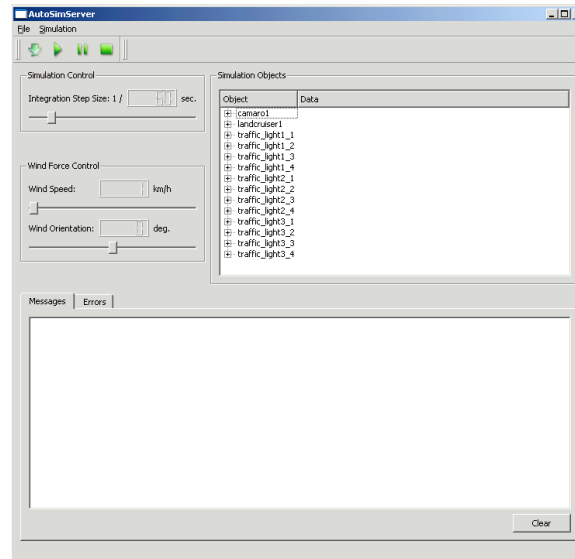 AutoSimServer
File Simulation
Simulation Control
Integration Step Size: 1 / 50 sec.
Wind Force Control
Wind Speed: km/h
Wind Orientation: deg.
Simulation Objects
Object Data
camaro1
landcruiser1
traffic_light1_1
traffic_light1_2
traffic_light1_3
traffic_light1_4
traffic_light2_1
traffic_light2_2
traffic_light2_3
traffic_light2_4
traffic_light3_1
traffic_light3_2
traffic_light3_3
traffic_light3_4
Messages Errors
Clear